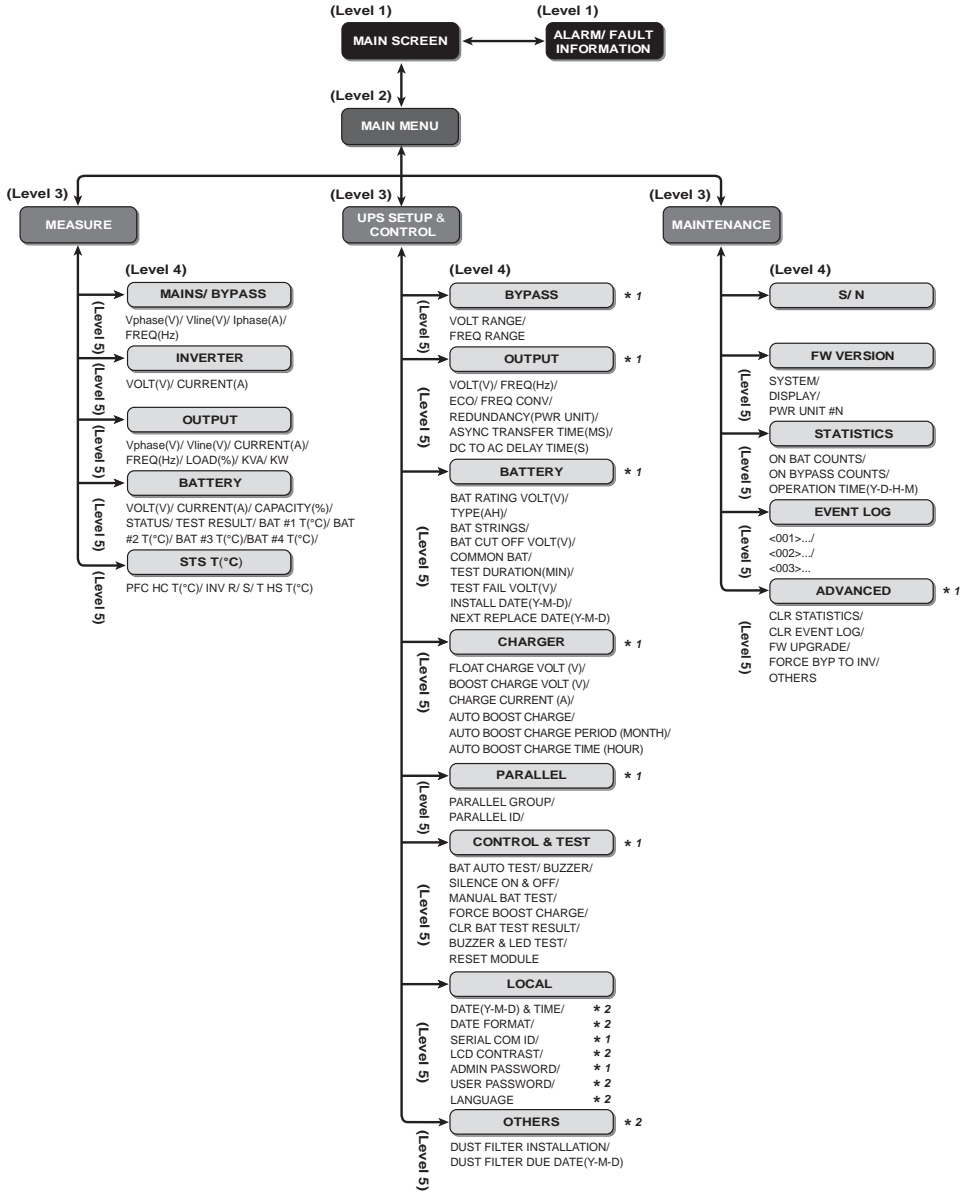 (Level 1)
(Level 1)
MAIN SCREEN
ALARM/ FAULT
INFORMATION
(Level 2)
MAIN MENU
(Level 3)
MEASURE
(Level 4)
MAINS/ BYPASS
(Level 5)
Vphase(V)/ Vline(V)/ Iphase(A)/
FREQ(Hz)
INVERTER
(Level 5)
VOLT(V)/ CURRENT(A)
OUTPUT
(Level 5)
Vphase(V)/ Vline(V)/ CURRENT(A)/
FREQ(Hz)/ LOAD(%)/ KVA/ KW
BATTERY
(Level 5)
VOLT(V)/ CURRENT(A)/ CAPACITY(%)/
STATUS/ TEST RESULT/ BAT #1 T(°C)/ BAT
#2 T(°C)/ BAT #3 T(°C)/BAT #4 T(°C)/
STS T(°C)
(Level 5)
PFC HC T(°C)/ INV R/ S/ T HS T(°C)
(Level 3)
UPS SETUP &
CONTROL
(Level 4)
BYPASS * 1
(Level 5)
VOLT RANGE/
FREQ RANGE
OUTPUT * 1
(Level 5)
VOLT(V)/ FREQ(Hz)/
ECO/ FREQ CONV/
REDUNDANCY(PWR UNIT)/
ASYNC TRANSFER TIME(MS)/
DC TO AC DELAY TIME(S)
BATTERY * 1
(Level 5)
BAT RATING VOLT(V)/
TYPE(AH)/
BAT STRINGS/
BAT CUT OFF VOLT(V)/
COMMON BAT/
TEST DURATION(MIN)/
TEST FAIL VOLT(V)/
INSTALL DATE(Y-M-D)/
NEXT REPLACE DATE(Y-M-D)
CHARGER * 1
(Level 5)
FLOAT CHARGE VOLT (V)/
BOOST CHARGE VOLT (V)/
CHARGE CURRENT (A)/
AUTO BOOST CHARGE/
AUTO BOOST CHARGE PERIOD (MONTH)/
AUTO BOOST CHARGE TIME (HOUR)
PARALLEL * 1
(Level 5)
PARALLEL GROUP/
PARALLEL ID/
CONTROL & TEST * 1
(Level 5)
BAT AUTO TEST/ BUZZER/
SILENCE ON & OFF/
MANUAL BAT TEST/
FORCE BOOST CHARGE/
CLR BAT TEST RESULT/
BUZZER & LED TEST/
RESET MODULE
LOCAL
(Level 5)
DATE(Y-M-D) & TIME/ * 2
DATE FORMAT/ * 2
SERIAL COM ID/ * 1
LCD CONTRAST/ * 2
ADMIN PASSWORD/ * 1
USER PASSWORD/ * 2
LANGUAGE * 2
OTHERS * 2
(Level 5)
DUST FILTER INSTALLATION/
DUST FILTER DUE DATE(Y-M-D)
(Level 3)
MAINTENANCE
(Level 4)
S/ N
FW VERSION
(Level 5)
SYSTEM/
DISPLAY/
PWR UNIT #N
STATISTICS
(Level 5)
ON BAT COUNTS/
ON BYPASS COUNTS/
OPERATION TIME(Y-D-H-M)
EVENT LOG
(Level 5)
<001>.../
<002>.../
<003>...
ADVANCED * 1
(Level 5)
CLR STATISTICS/
CLR EVENT LOG/
FW UPGRADE/
FORCE BYP TO INV/
OTHERS